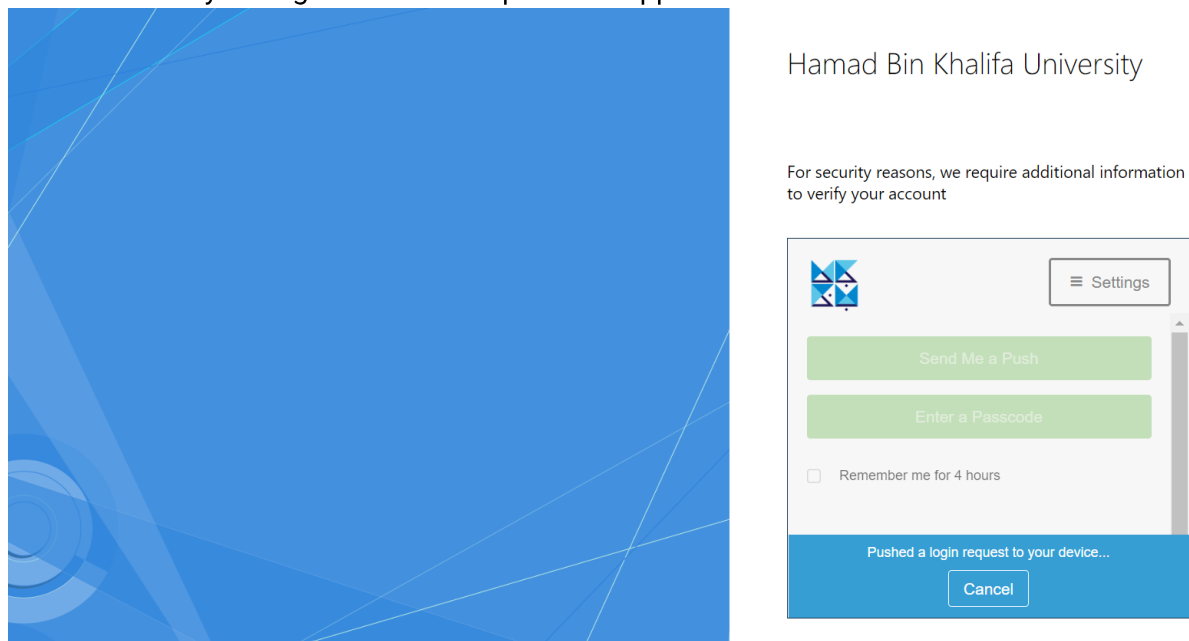 Hamad Bin Khalifa University
For security reasons, we require additional information
to verify your account
≡ Settings
Send Me a Push
Enter a Passcode
Remember me for 4 hours
Pushed a login request to your device...
Cancel